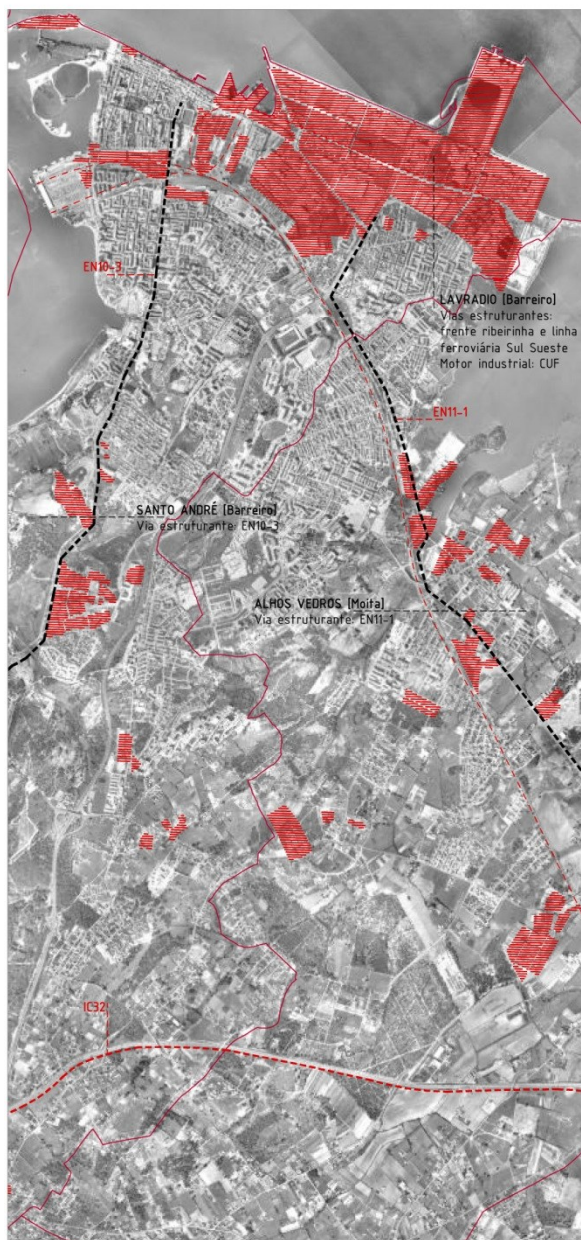 EN10-3
LAVRADIO [Barreiro]
Vias estruturantes:
frente ribeirinha e linha
ferroviária Sul Sueste
Motor industrial: CUF
EN11-1
SANTO ANDRÉ [Barreiro]
Via estruturante: EN10-3
ALHOS VEDROS [Moita]
Via estruturante: EN11-1
IC32